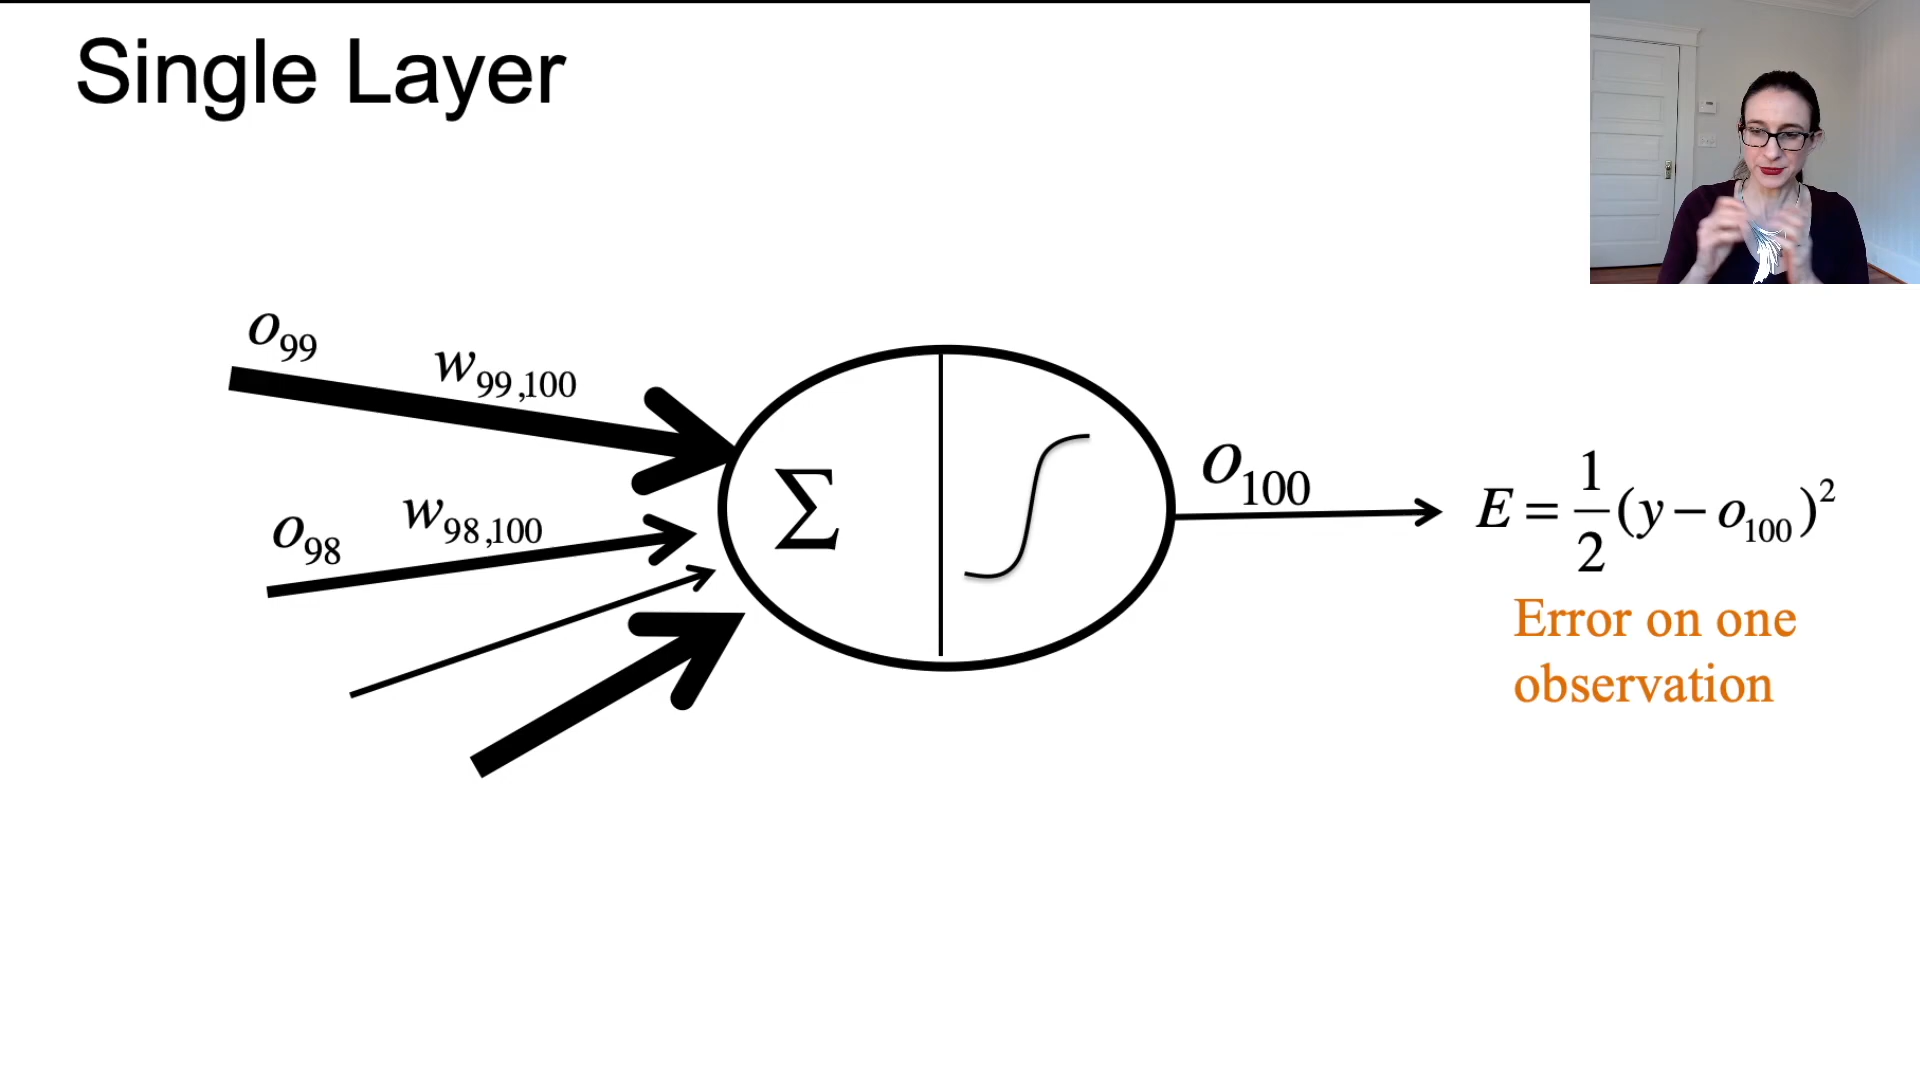 Single Layer
o99
w99,100
o98
w98,100
Σ
o100
E = 1/2 (y − o100)²
Error on one
observation